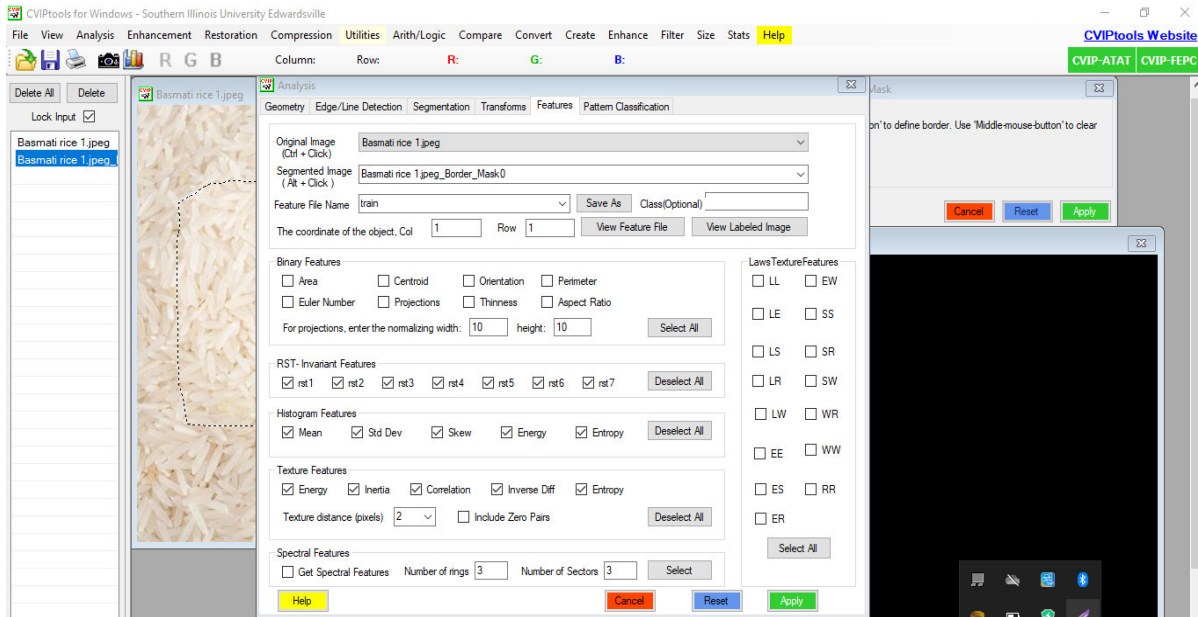 CVIPtools for Windows - Southern Illinois University Edwardsville
File View Analysis Enhancement Restoration Compression Utilities Arith/Logic Compare Convert Create Enhance Filter Size Stats Help CVIPtools Website
R G B Column: Row: R: G: B: CVIP-ATAT CVIP-FEPC
Delete All Delete
Lock Input
Basmati rice 1.jpeg
Basmati rice 1.jpeg_
Basmati rice 1.jpeg
Analysis
Geometry Edge/Line Detection Segmentation Transforms Features Pattern Classification
Original Image Basmati rice 1.jpeg
(Ctrl + Click)
Segmented Image Basmati rice 1.jpeg_Border_Mask0
( Alt + Click )
Feature File Name train Save As Class(Optional)
The coordinate of the object, Col 1 Row 1 View Feature File View Labeled Image
Binary Features
Area Centroid Orientation Perimeter
Euler Number Projections Thinness Aspect Ratio
For projections, enter the normalizing width: 10 height: 10 Select All
RST- Invariant Features
rst1 rst2 rst3 rst4 rst5 rst6 rst7 Deselect All
Histogram Features
Mean Std Dev Skew Energy Entropy Deselect All
Texture Features
Energy Inertia Correlation Inverse Diff Entropy
Texture distance (pixels) 2 Include Zero Pairs Deselect All
Spectral Features
Get Spectral Features Number of rings 3 Number of Sectors 3 Select
Help Cancel Reset Apply
LawsTextureFeatures
LL EW
LE SS
LS SR
LR SW
LW WR
EE WW
ES RR
ER
Select All
Mask
on' to define border. Use 'Middle-mouse-button' to clear
Cancel Reset Apply